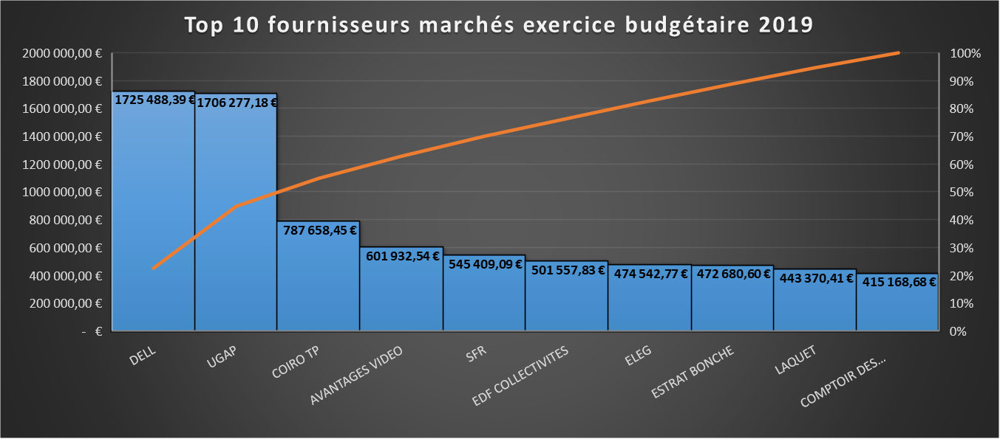 Top 10 fournisseurs marchés exercice budgétaire 2019
2000 000,00 €
1800 000,00 €
1600 000,00 €
1400 000,00 €
1200 000,00 €
1000 000,00 €
800 000,00 €
600 000,00 €
400 000,00 €
200 000,00 €
- €
1725 488,39 €
1706 277,18 €
787 658,45 €
601 932,54 €
545 409,09 €
501 557,83 €
474 542,77 €
472 680,60 €
443 370,41 €
415 168,68 €
100%
90%
80%
70%
60%
50%
40%
30%
20%
10%
0%
DELL
UGAP
COIRO TP
AVANTAGES VIDEO
SFR
EDF COLLECTIVITES
ELEG
ESTRAT BONCHE
LAQUET
COMPTOIR DES...